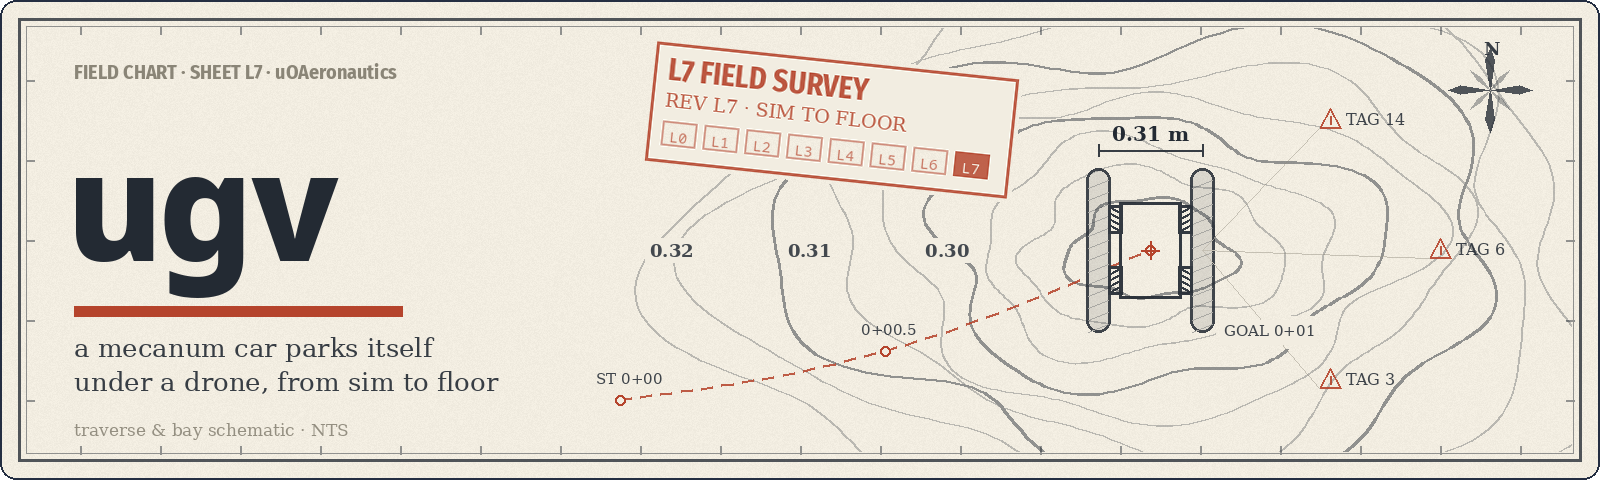 FIELD CHART · SHEET L7 · uOAeronautics
ugv
a mecanum car parks itself
under a drone, from sim to floor
traverse & bay schematic · NTS
L7 FIELD SURVEY
REV L7 · SIM TO FLOOR
L0 L1 L2 L3 L4 L5 L6 L7
N
TAG 14
0.31 m
0.32
0.31
0.30
TAG 6
0+00.5
GOAL 0+01
ST 0+00
TAG 3